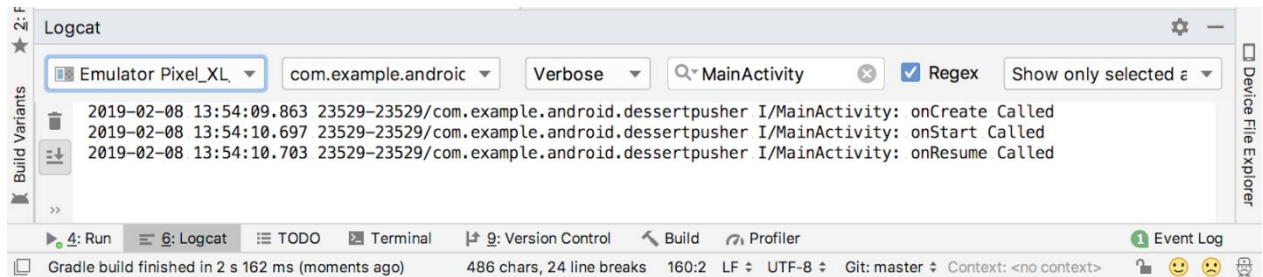 2: F
Logcat
Emulator Pixel_XL_
com.example.androic
Verbose
MainActivity
Regex
Show only selected a
2019-02-08 13:54:09.863 23529-23529/com.example.android.dessertpusher I/MainActivity: onCreate Called
2019-02-08 13:54:10.697 23529-23529/com.example.android.dessertpusher I/MainActivity: onStart Called
2019-02-08 13:54:10.703 23529-23529/com.example.android.dessertpusher I/MainActivity: onResume Called
Build Variants
Device File Explorer
4: Run
6: Logcat
TODO
Terminal
9: Version Control
Build
Profiler
1 Event Log
Gradle build finished in 2 s 162 ms (moments ago)
486 chars, 24 line breaks
160:2
LF
UTF-8
Git: master
Context: <no context>